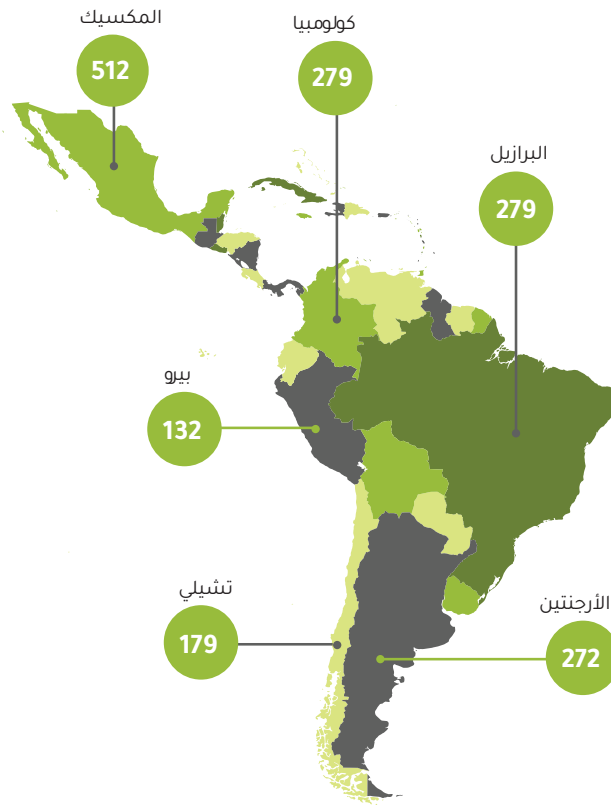 المكسيك
512
كولومبيا
279
البرازيل
279
بيرو
132
تشيلي
179
الأرجنتين
272